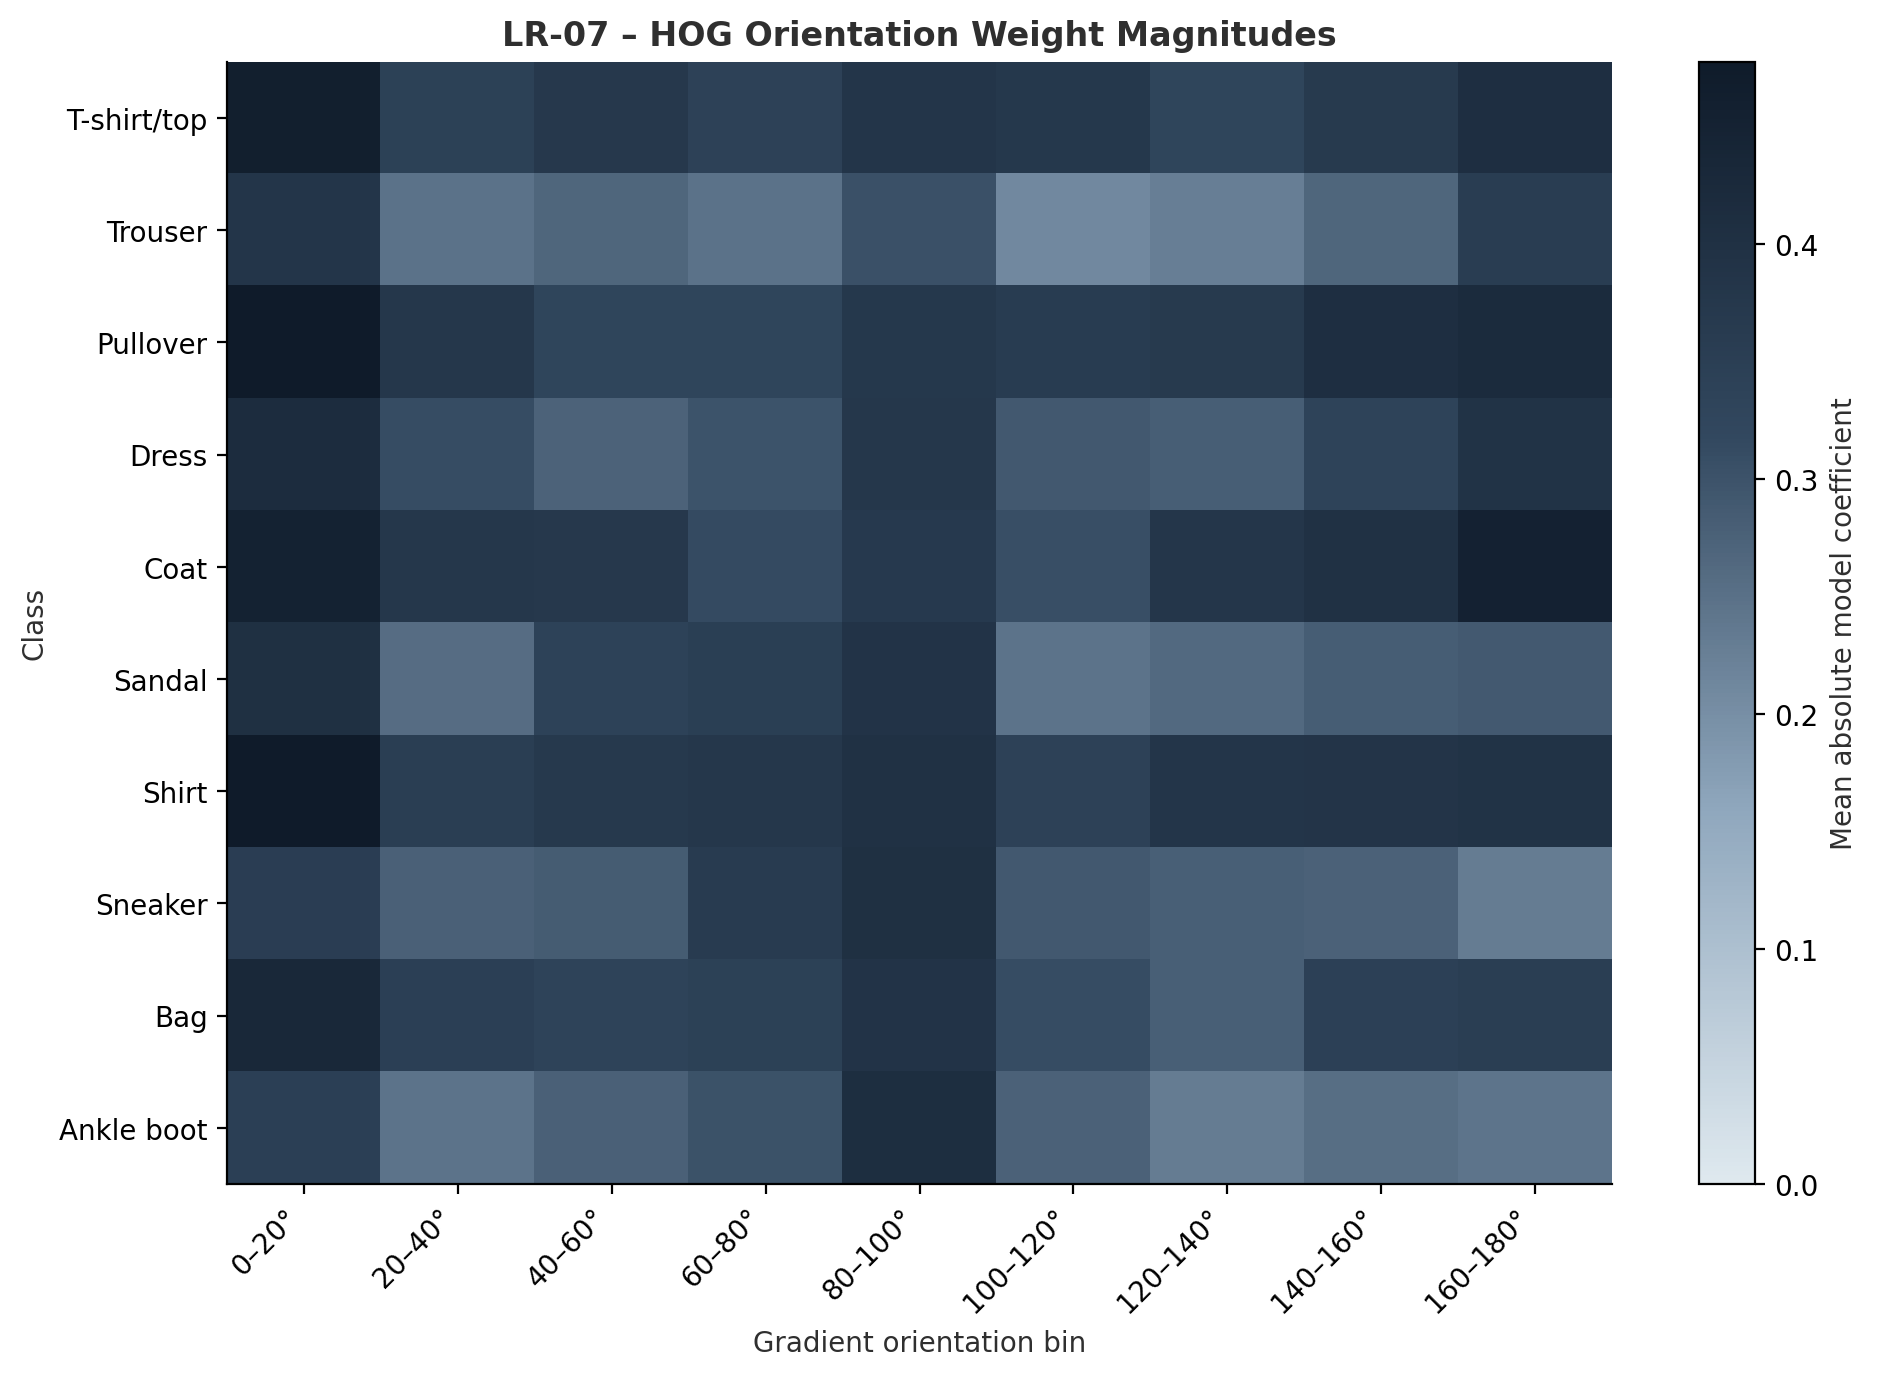 LR-07 – HOG Orientation Weight Magnitudes
Class
T-shirt/top
Trouser
Pullover
Dress
Coat
Sandal
Shirt
Sneaker
Bag
Ankle boot
0–20°
20–40°
40–60°
60–80°
80–100°
100–120°
120–140°
140–160°
160–180°
Gradient orientation bin
0.4
0.3
0.2
0.1
0.0
Mean absolute model coefficient